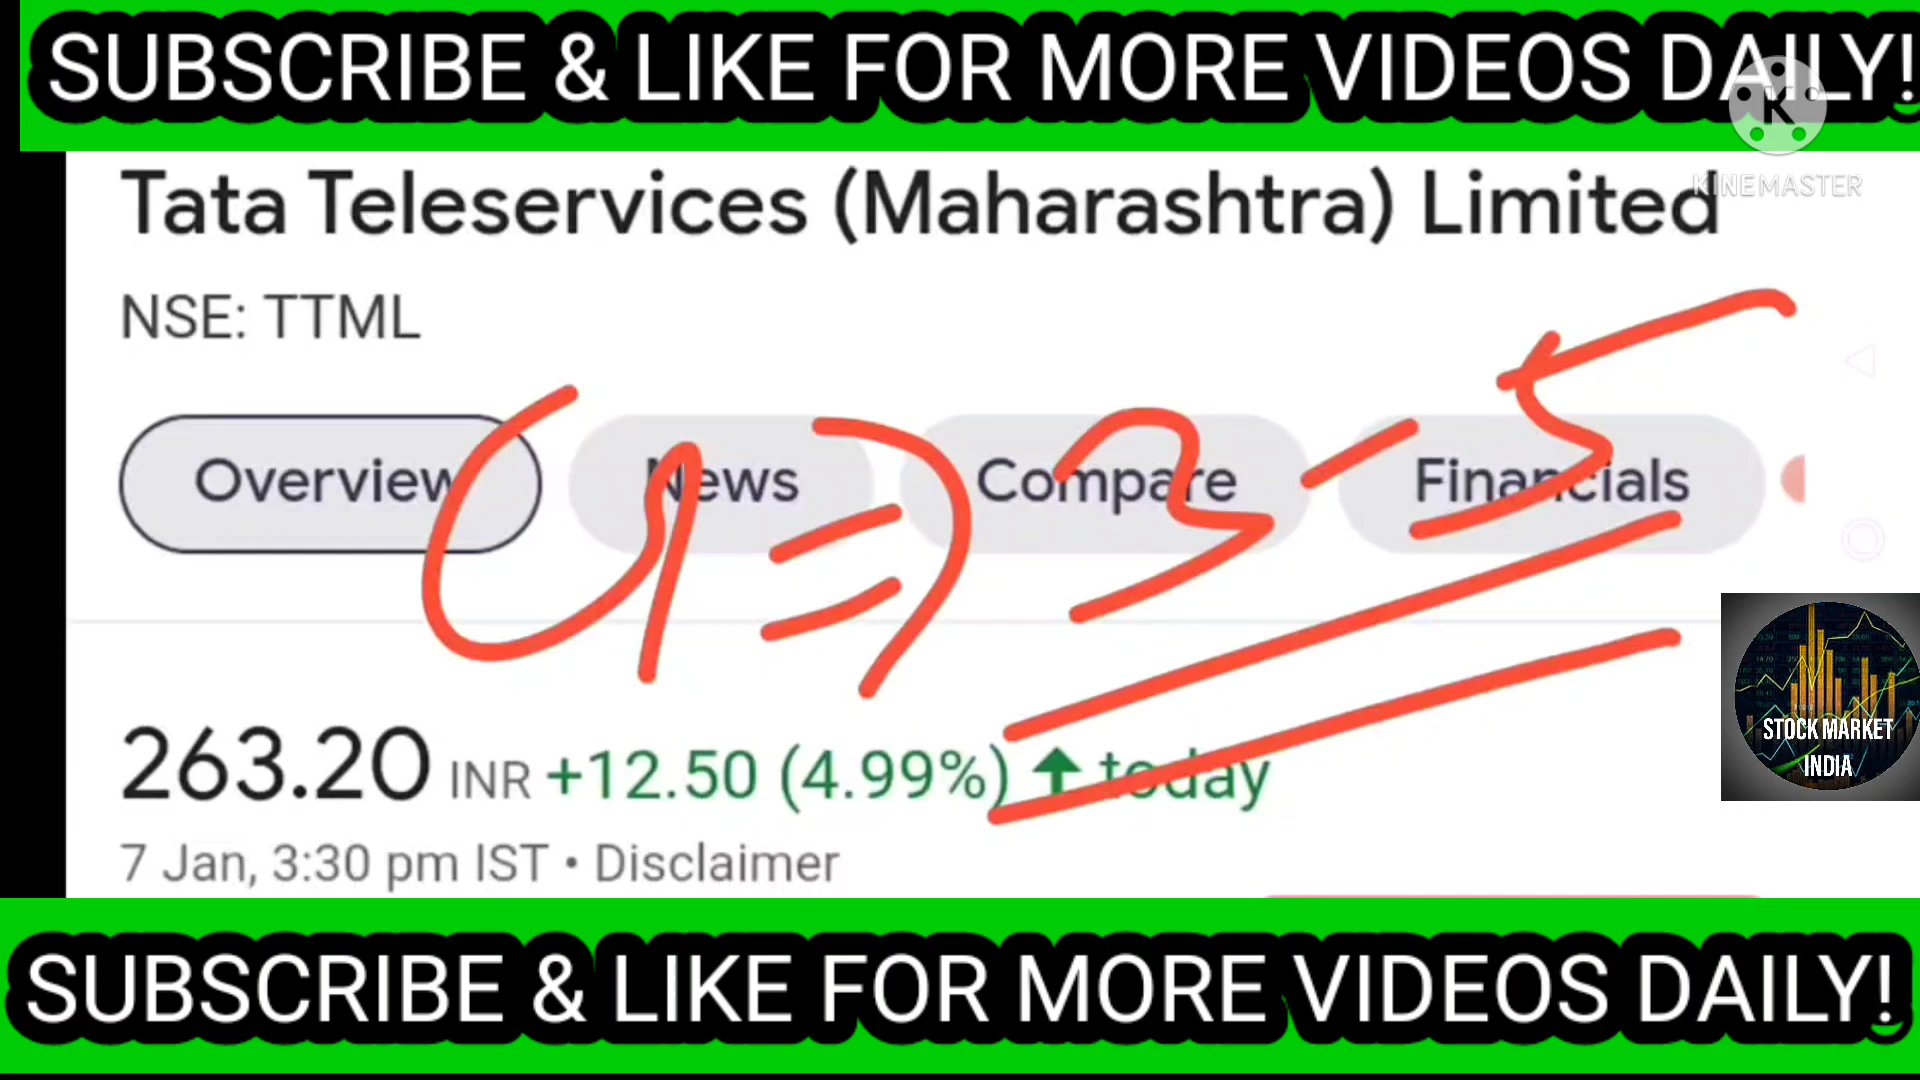 SUBSCRIBE & LIKE FOR MORE VIDEOS DAILY!
K
KINEMASTER
Tata Teleservices (Maharashtra) Limited
NSE: TTML
Overview News Compare Financials
3-5
263.20 INR +12.50 (4.99%) ↑ today
7 Jan, 3:30 pm IST • Disclaimer
STOCK MARKET
INDIA
SUBSCRIBE & LIKE FOR MORE VIDEOS DAILY!